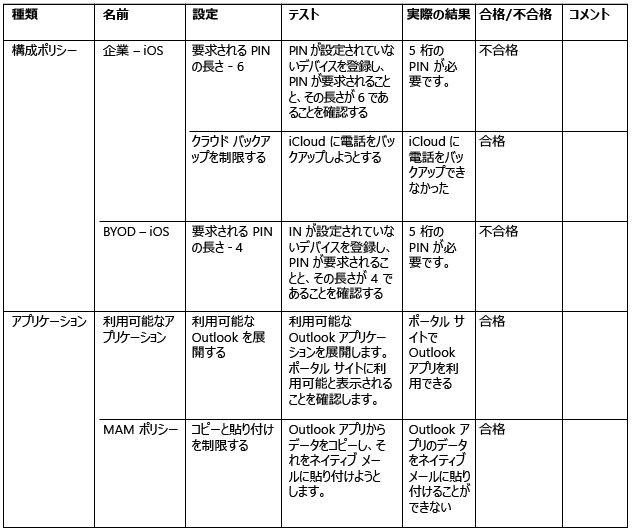 種類 名前 設定 テスト 実際の結果 合格/不合格 コメント
構成ポリシー
企業 – iOS
要求される PIN
の長さ - 6
PIN が設定されていな
いデバイスを登録し、
PIN が要求されること
と、その長さが 6 であ
ることを確認する
5 桁の
PIN が必
要です。
不合格
クラウド バックア
ップを制限する
iCloud に電話をバッ
クアップしようとする
iCloud に
電話をバッ
クアップでき
なかった
合格
BYOD – iOS
要求される PIN
の長さ - 4
IN が設定されていな
いデバイスを登録し、
PIN が要求されるこ
とと、その長さが 4 で
あることを確認する
5 桁の
PIN が必
要です。
不合格
アプリケーション
利用可能なア
プリケーション
利用可能な
Outlook を展
開する
利用可能な
Outlook アプリケー
ションを展開します。
ポータル サイトに利
用可能と表示される
ことを確認します。
ポータル サ
イトで
Outlook
アプリを利
用できる
合格
MAM ポリシー
コピーと貼り付け
を制限する
Outlook アプリから
データをコピーし、そ
れをネイティブ メー
ルに貼り付けようと
します。
Outlook ア
プリのデータ
をネイティブ
メールに貼り
付けることが
できない
合格